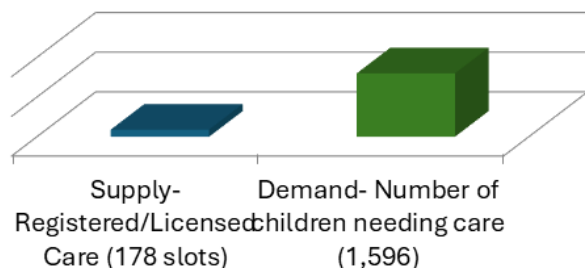 Supply-
Registered/Licensed
Care (178 slots)
Demand- Number of
children needing care
(1,596)